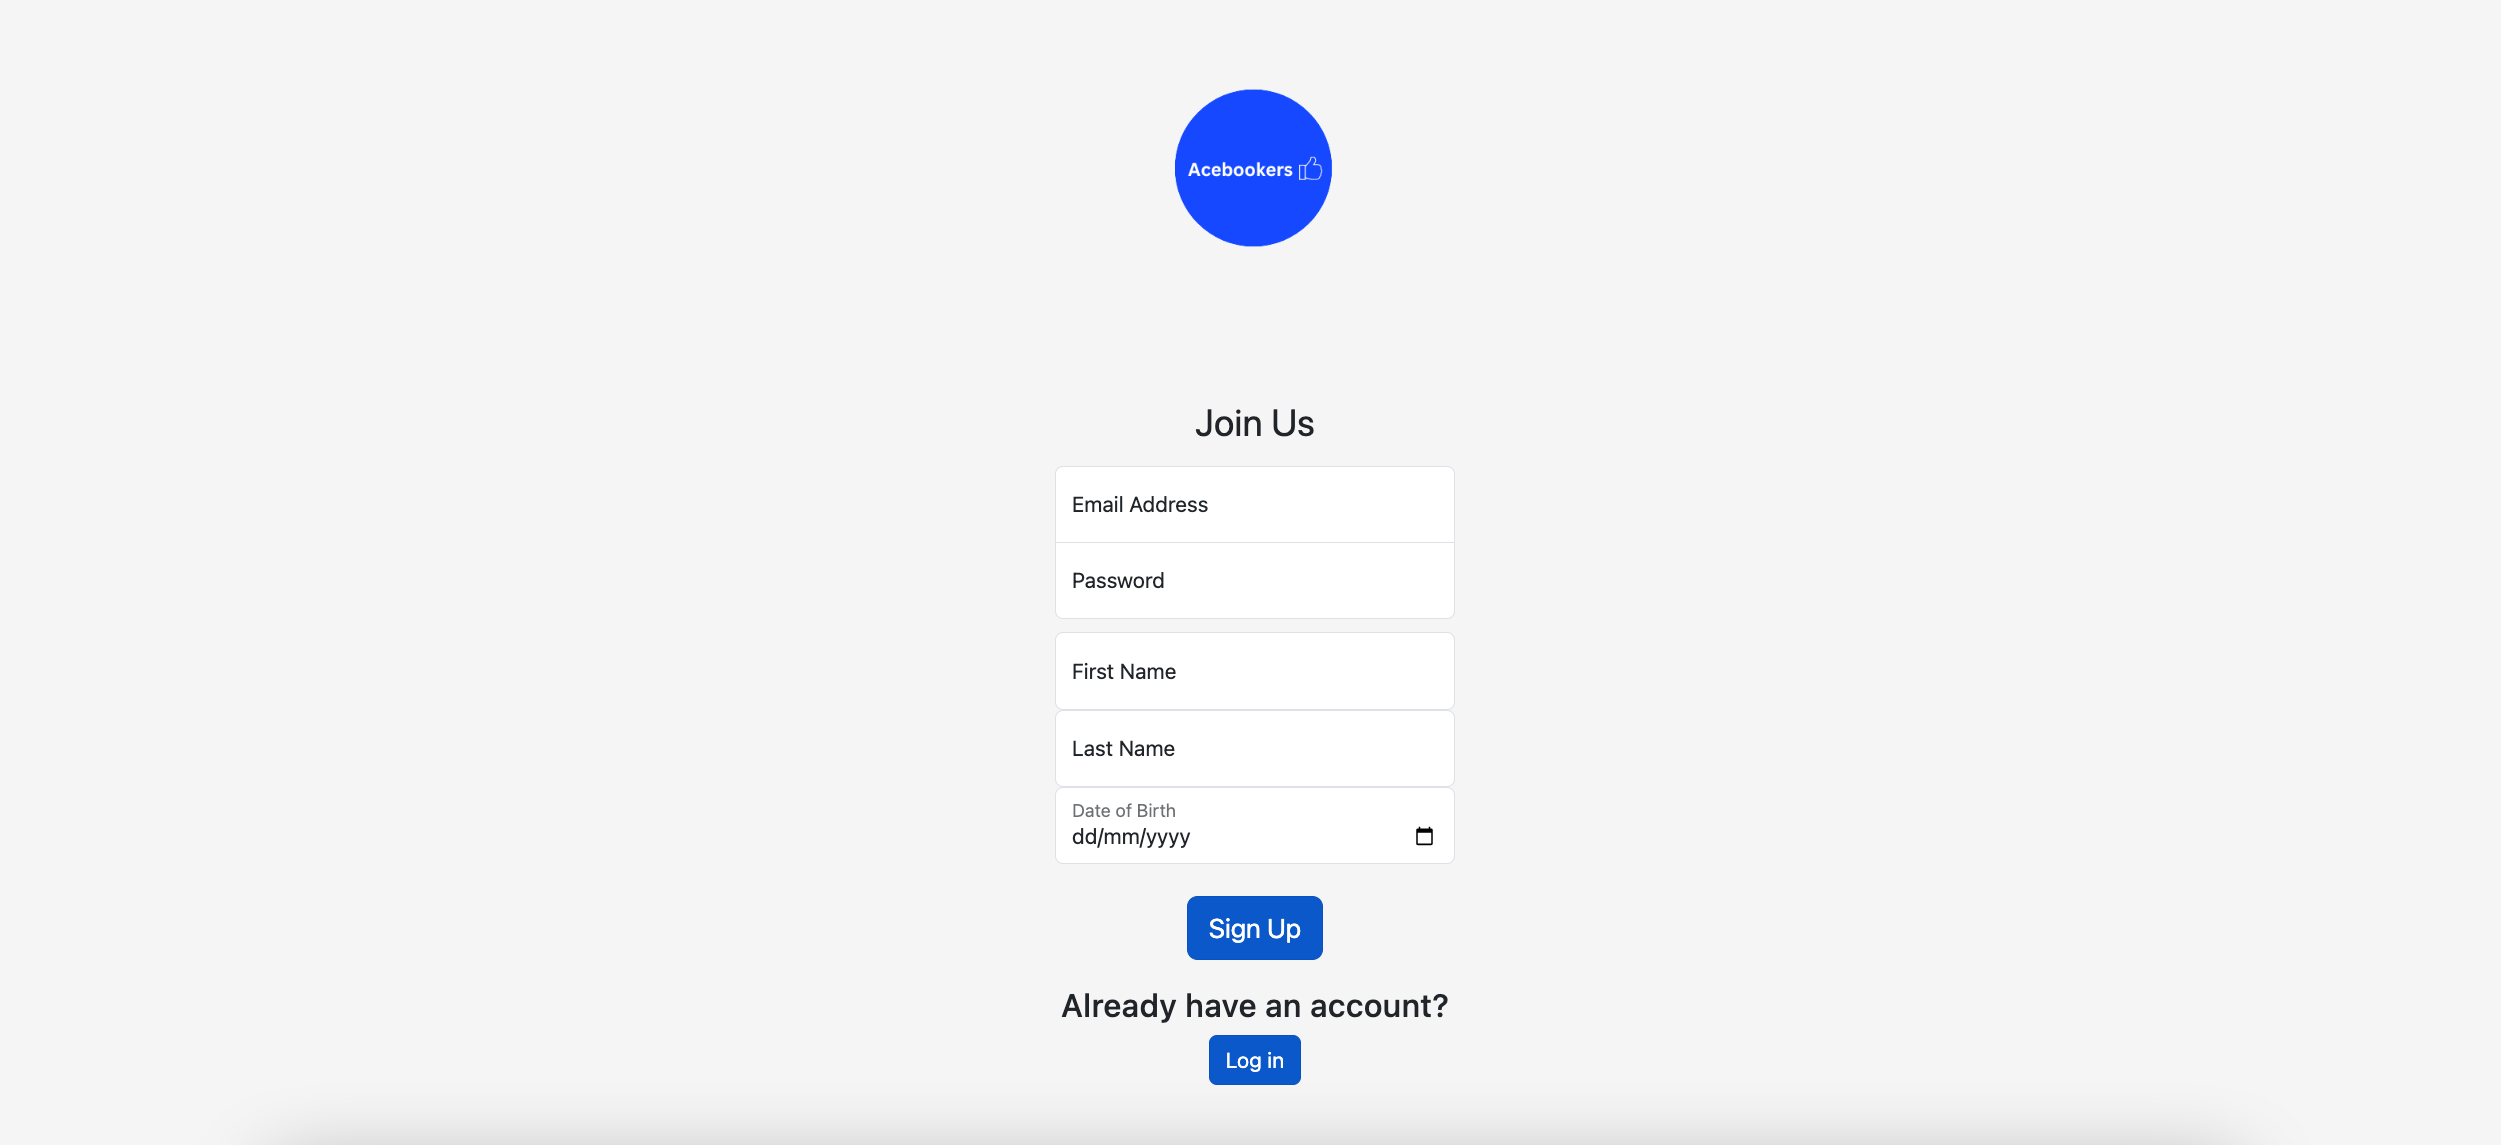 Acebookers
Join Us
Email Address
Password
First Name
Last Name
Date of Birth
dd/mm/yyyy
Sign Up
Already have an account?
Log in